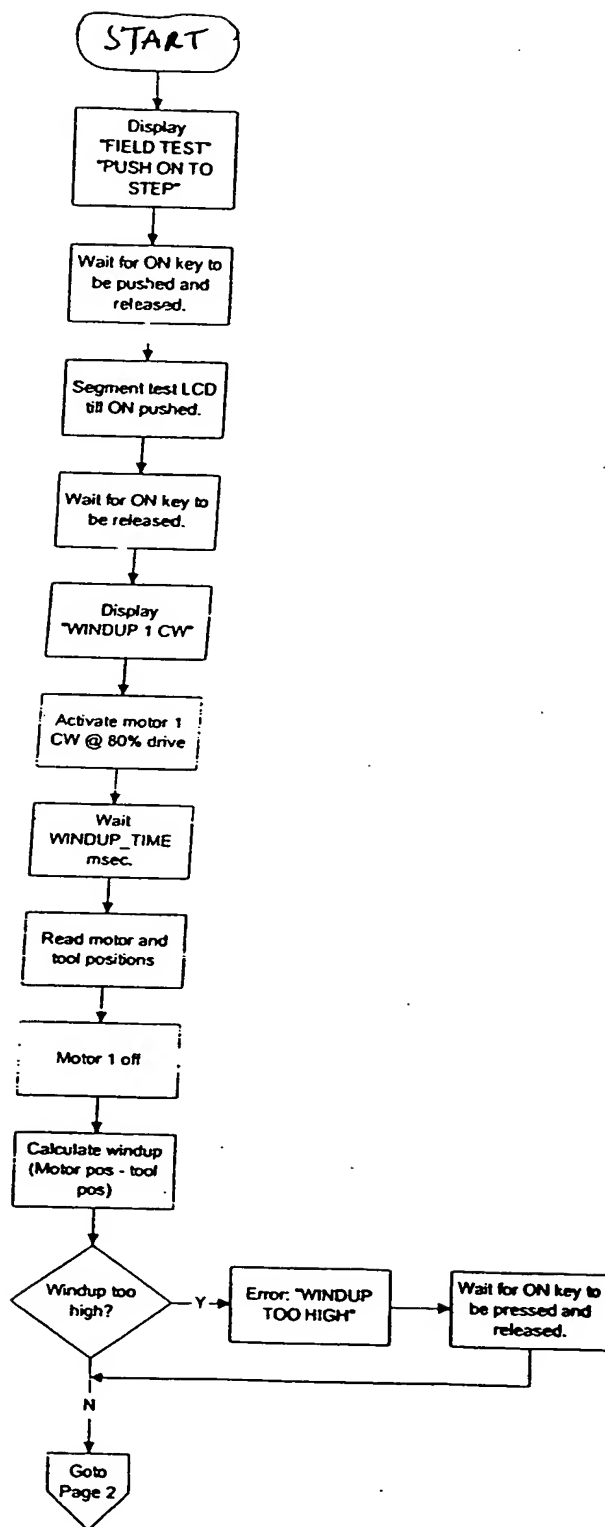 START
Display
"FIELD TEST"
"PUSH ON TO
STEP"
Wait for ON key to
be pushed and
released.
Segment test LCD
till ON pushed.
Wait for ON key to
be released.
Display
"WINDUP 1 CW"
Activate motor 1
CW @ 80% drive
Wait
WINDUP_TIME
msec.
Read motor and
tool positions
Motor 1 off
Calculate windup
(Motor pos - tool
pos)
Windup too
high?
Y
Error: "WINDUP
TOO HIGH"
Wait for ON key to
be pressed and
released.
N
Goto
Page 2